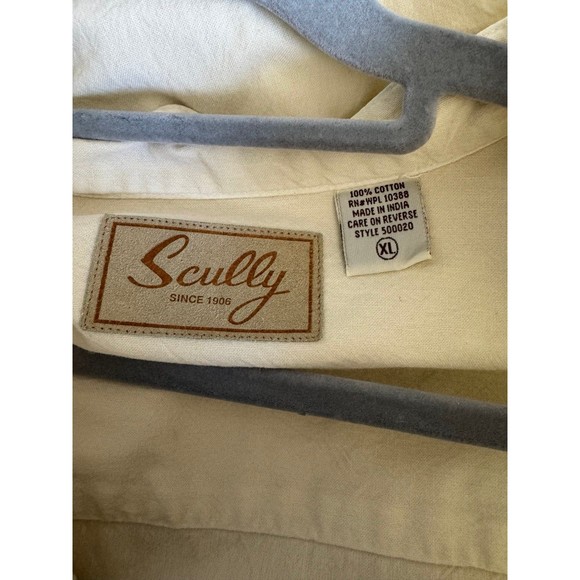 Scully
SINCE 1906
100% COTTON
RN# WPL 10388
MADE IN INDIA
CARE ON REVERSE
STYLE 500020
XL